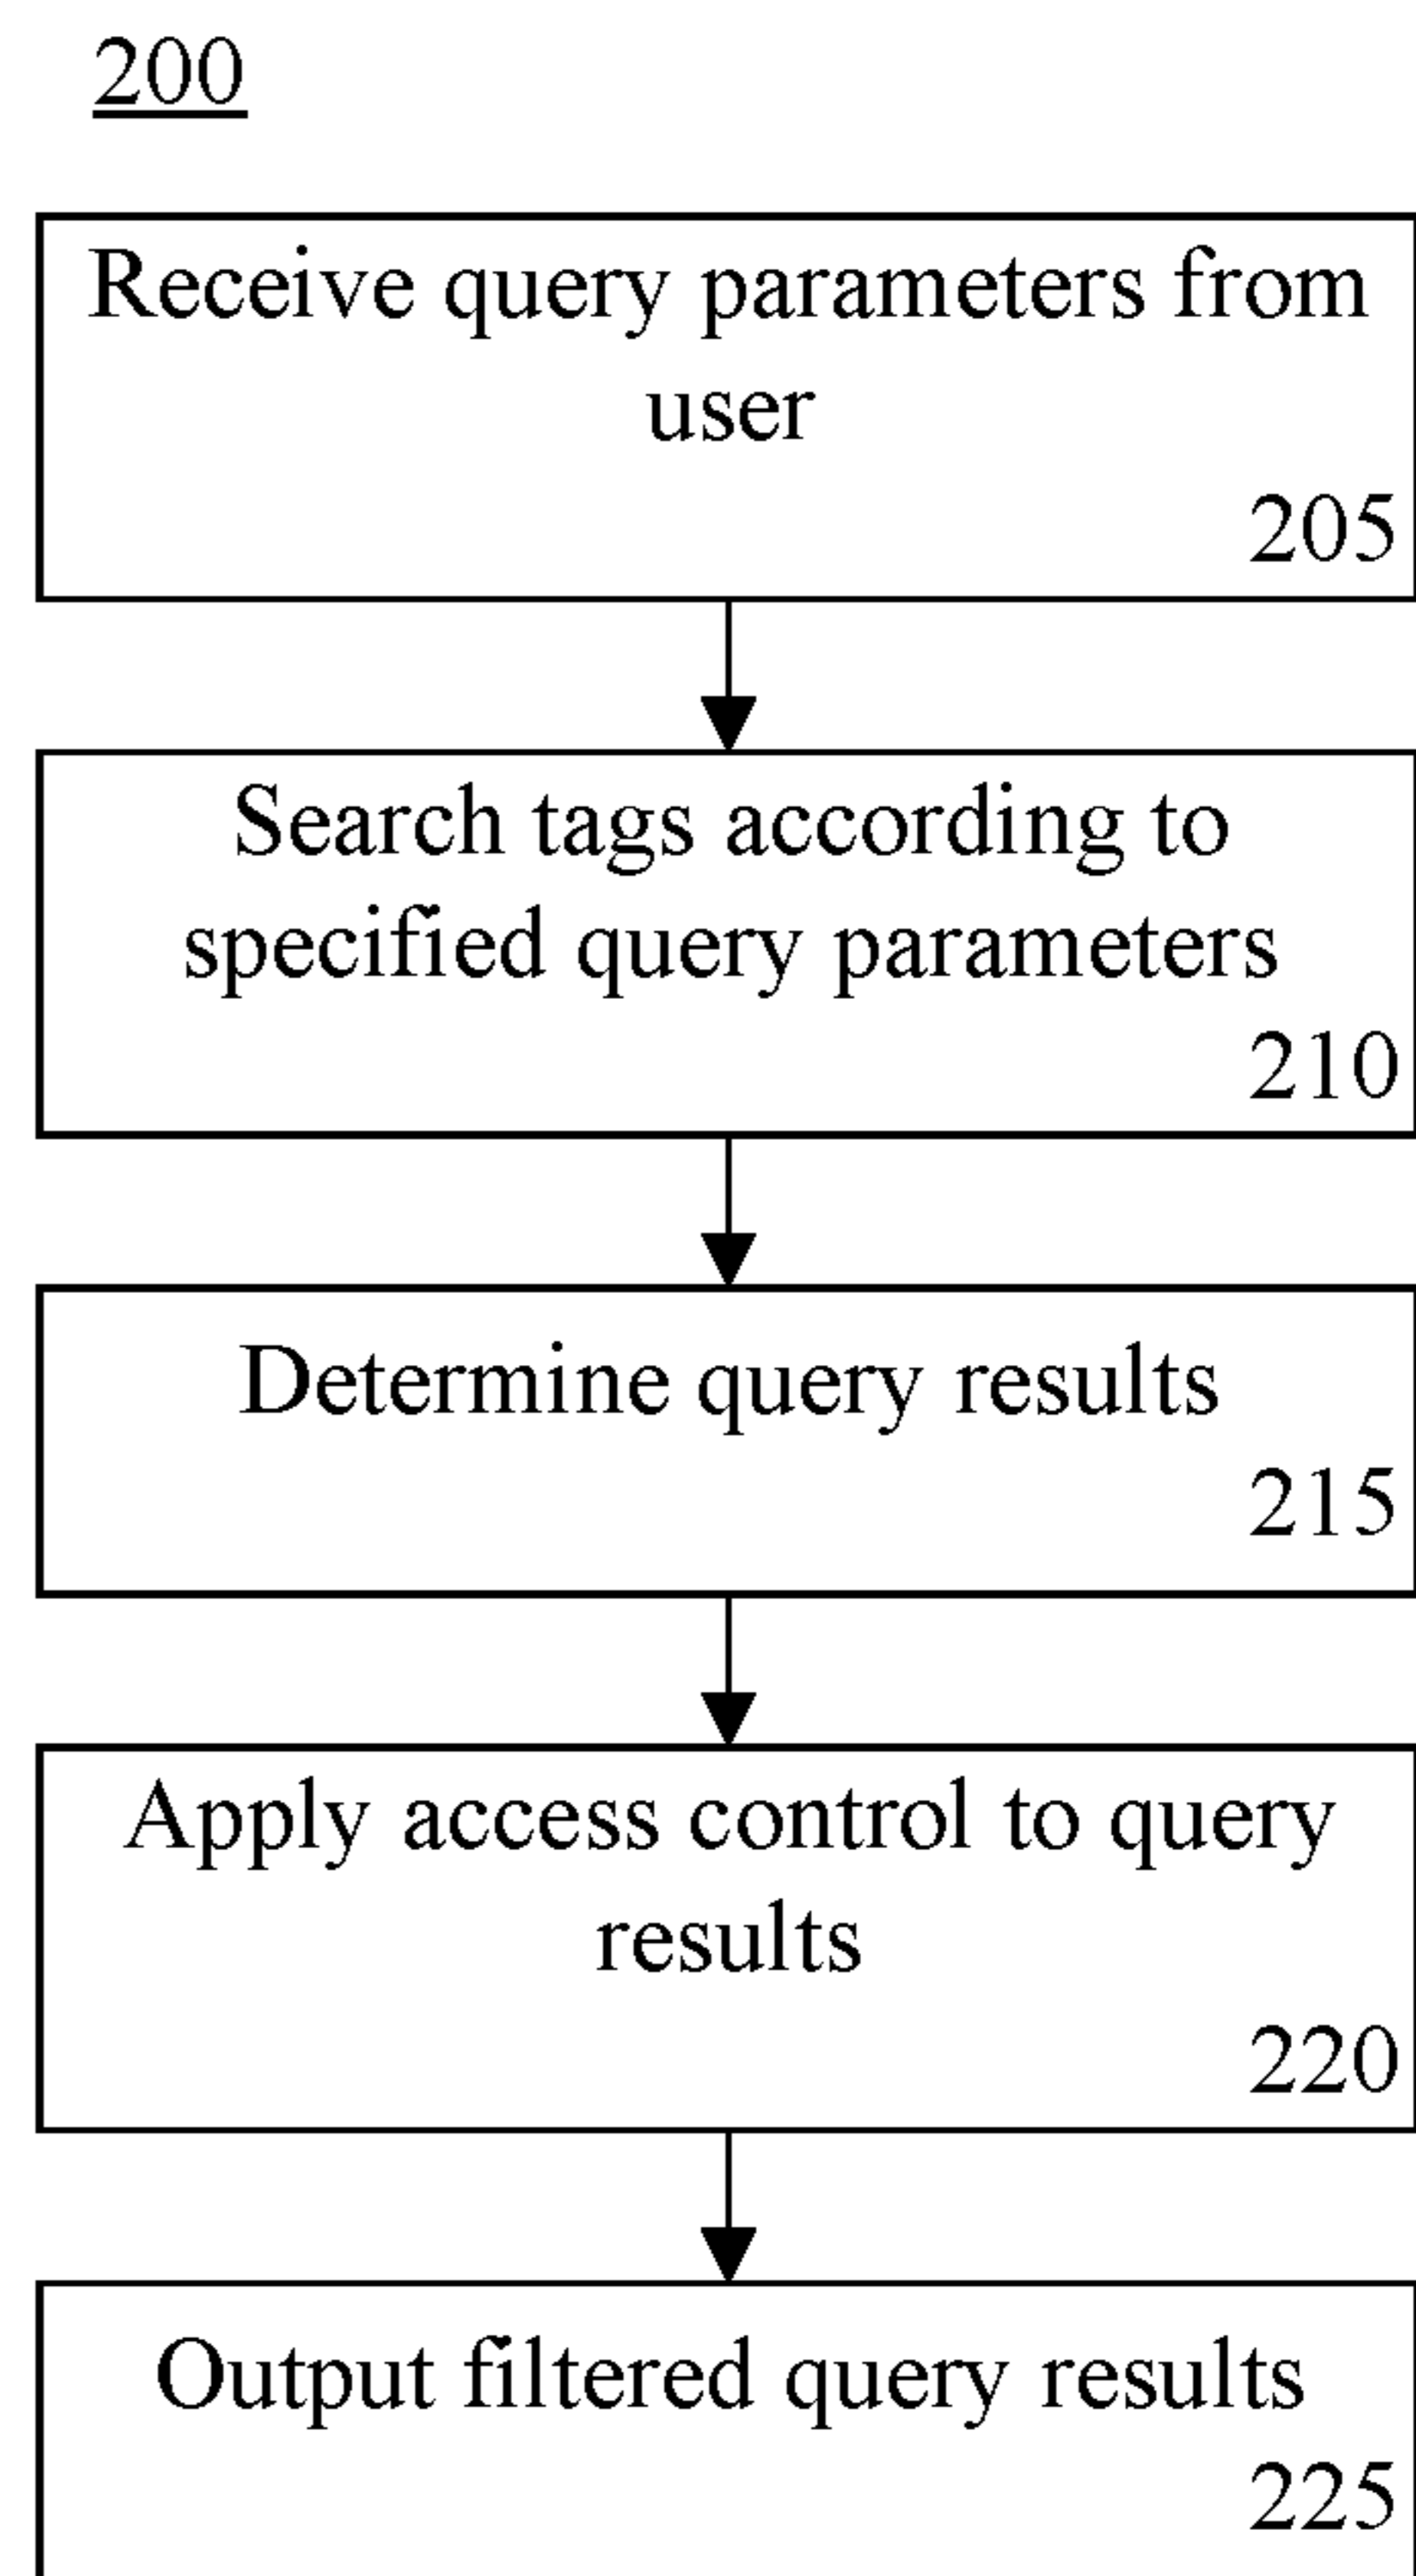 200
Receive query parameters from
user
205
Search tags according to
specified query parameters
210
Determine query results
215
Apply access control to query
results
220
Output filtered query results
225